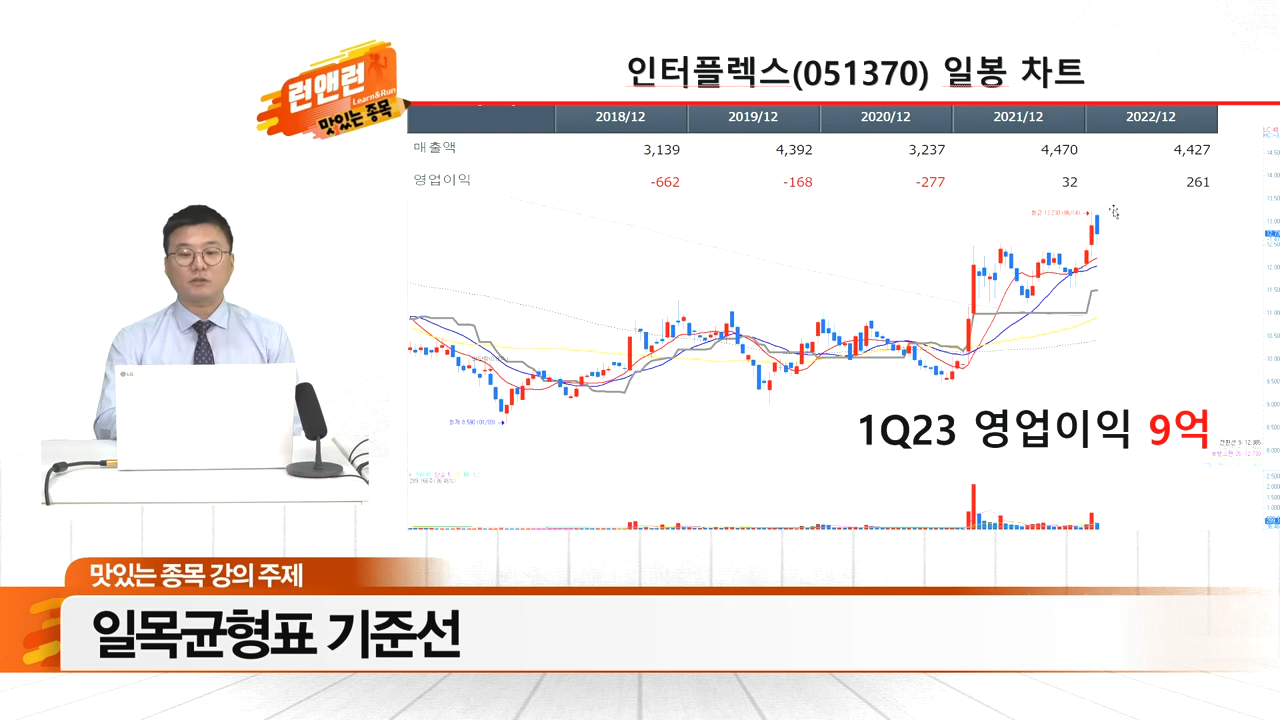 인터플렉스(051370) 일봉 차트
런앤런
Learn&Run
맛있는 종목
2018/12 2019/12 2020/12 2021/12 2022/12
매출액 3,139 4,392 3,237 4,470 4,427
영업이익 -662 -168 -277 32 261
1Q23 영업이익 9억
LG
맛있는 종목 강의 주제
일목균형표 기준선